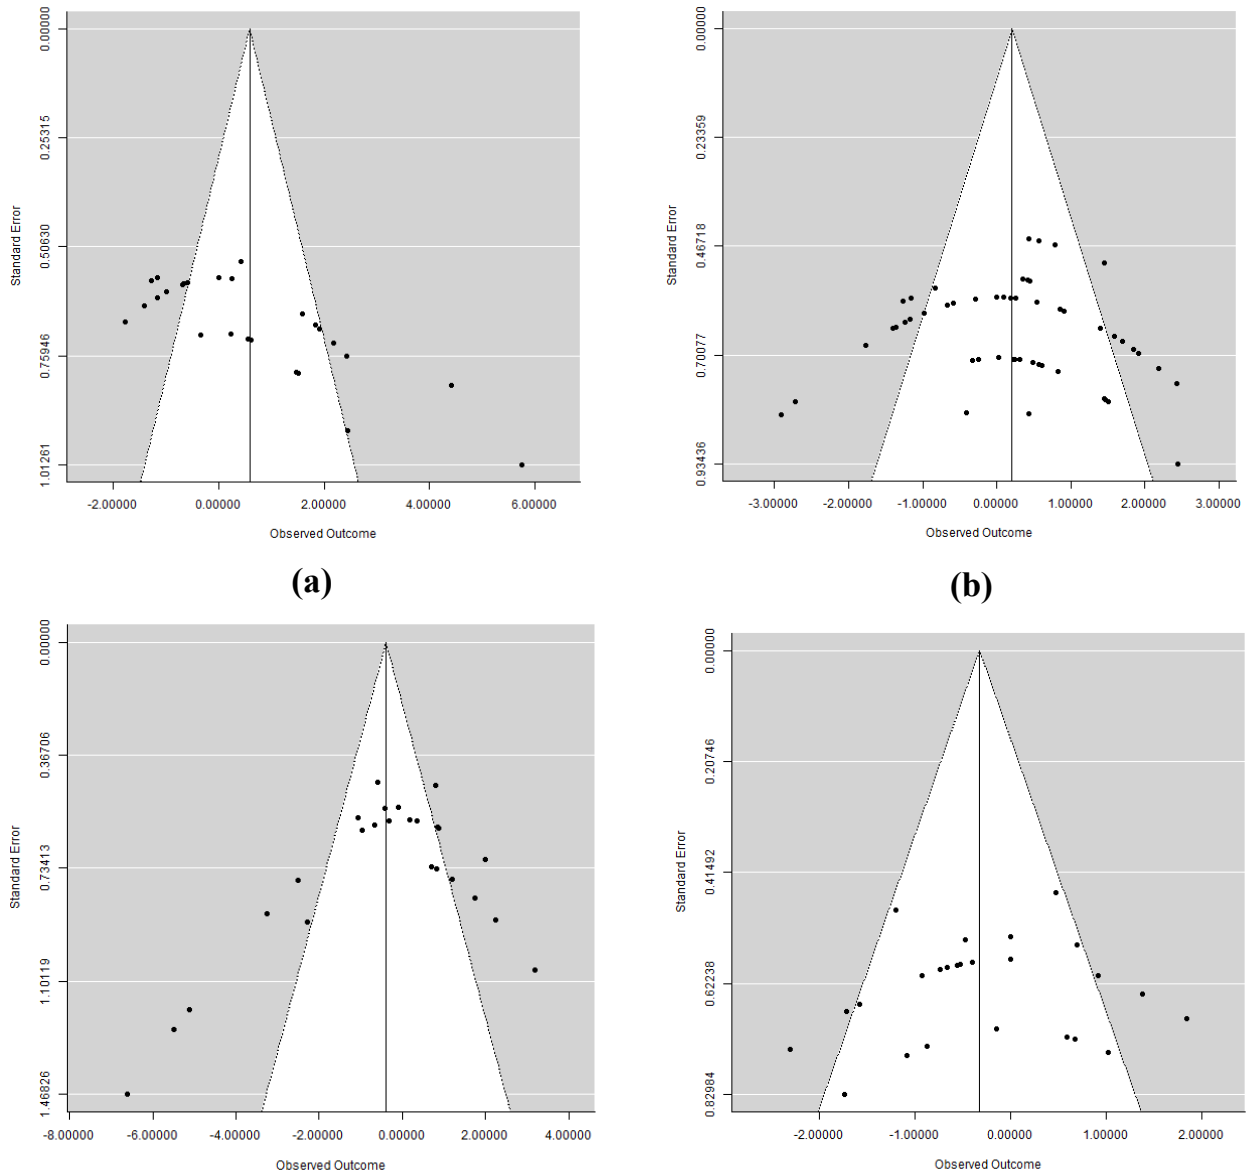 0.00000
0.25315
0.50630
0.75946
1.01261
Standard Error
-2.00000 0.00000 2.00000 4.00000 6.00000
Observed Outcome
(a)
0.00000
0.23359
0.46718
0.70077
0.93436
Standard Error
-3.00000 -2.00000 -1.00000 0.00000 1.00000 2.00000 3.00000
Observed Outcome
(b)
0.00000
0.36706
0.73413
1.10119
1.46826
Standard Error
-8.00000 -6.00000 -4.00000 -2.00000 0.00000 2.00000 4.00000
Observed Outcome
0.00000
0.20746
0.41492
0.62238
0.82984
Standard Error
-2.00000 -1.00000 0.00000 1.00000 2.00000
Observed Outcome